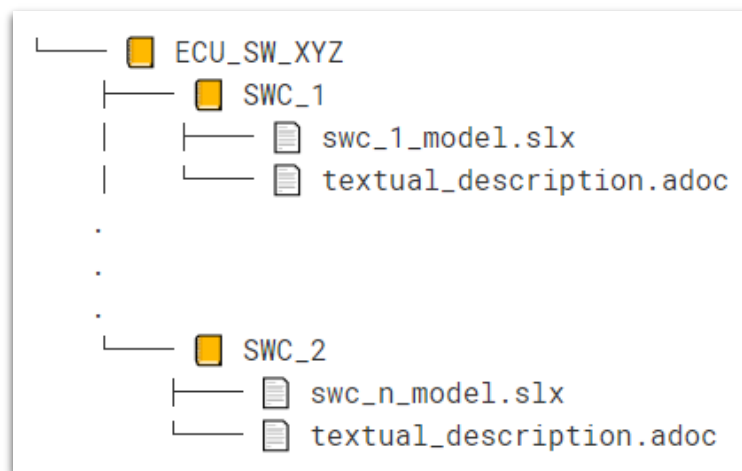 ECU_SW_XYZ
SWC_1
swc_1_model.slx
textual_description.adoc
.
.
.
SWC_2
swc_n_model.slx
textual_description.adoc